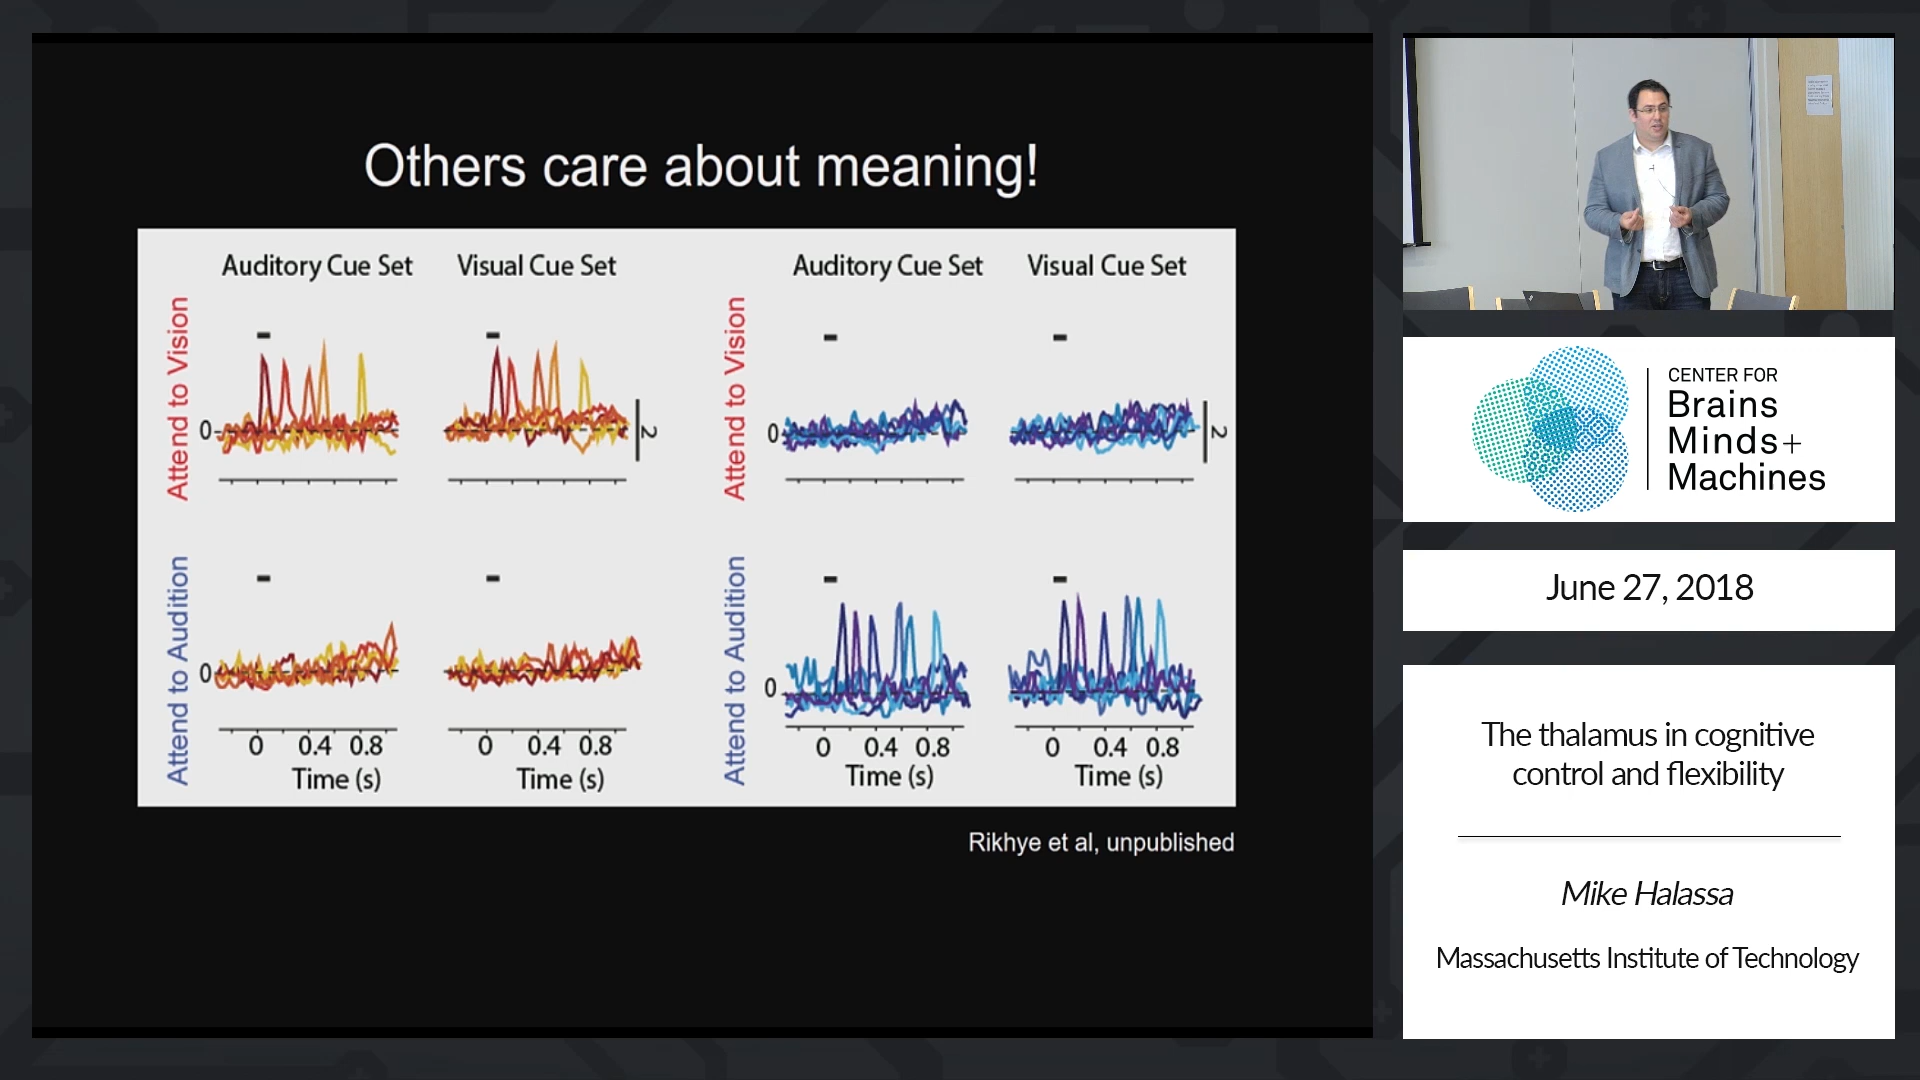 Others care about meaning!
Auditory Cue Set
Visual Cue Set
Auditory Cue Set
Visual Cue Set
Attend to Vision
0
2
Attend to Vision
0
2
Attend to Audition
0
0 0.4 0.8
Time (s)
0 0.4 0.8
Time (s)
Attend to Audition
0
0 0.4 0.8
Time (s)
0 0.4 0.8
Time (s)
Rikhye et al, unpublished
CENTER FOR
Brains
Minds+
Machines
June 27, 2018
The thalamus in cognitive
control and flexibility
Mike Halassa
Massachusetts Institute of Technology